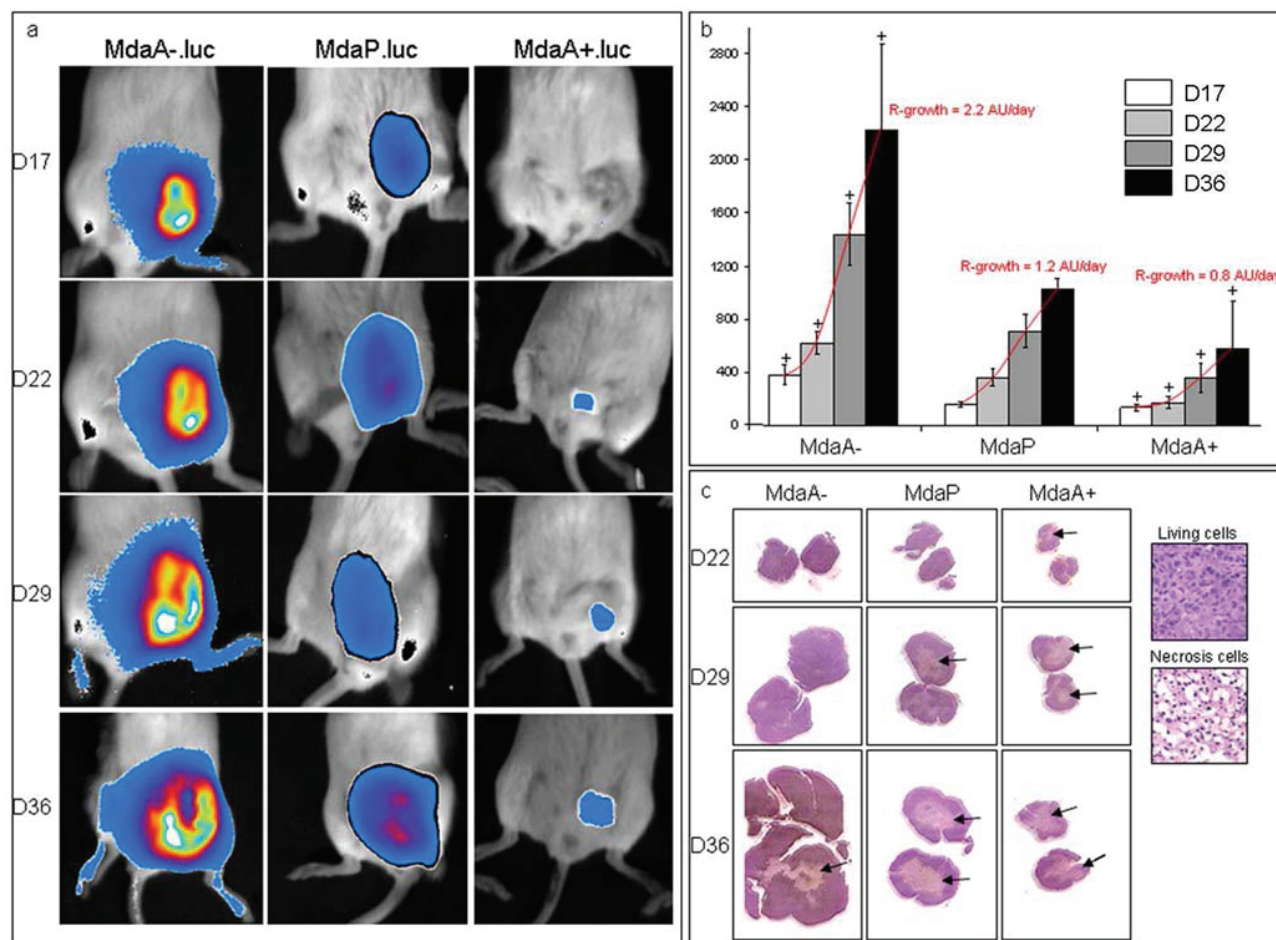 a
MdaA-.luc MdaP.luc MdaA+.luc
D17
D22
D29
D36
b
2800
2400
2000
1600
1200
800
400
0
+ + + +
+ + + +
R-growth = 2.2 AU/day
R-growth = 1.2 AU/day
R-growth = 0.8 AU/day
D17
D22
D29
D36
MdaA- MdaP MdaA+
c
MdaA- MdaP MdaA+
D22
D29
D36
Living cells
Necrosis cells